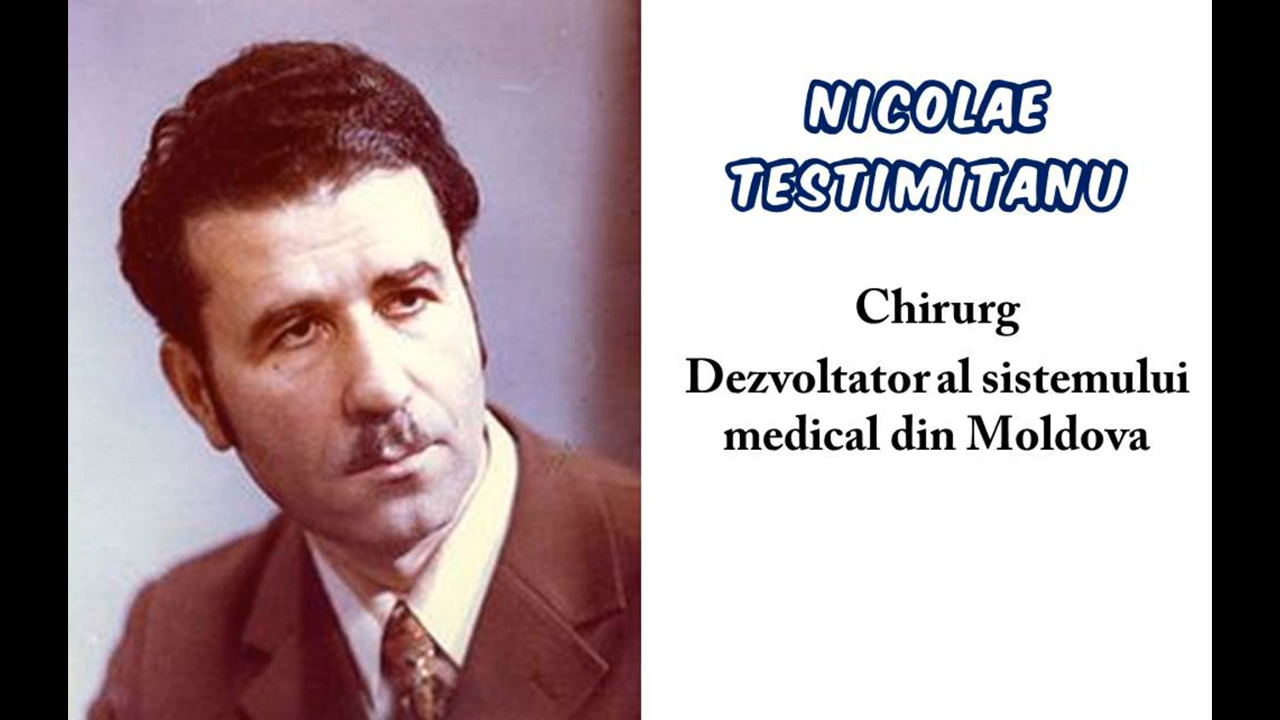 NICOLAE
TESTIMITANU
Chirurg
Dezvoltator al sistemului
medical din Moldova